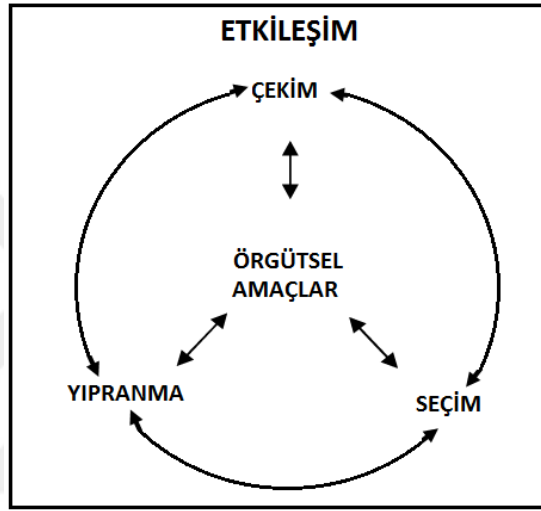 ETKİLEŞİM
ÇEKİM
ÖRGÜTSEL
AMAÇLAR
YIPRANMA
SEÇİM